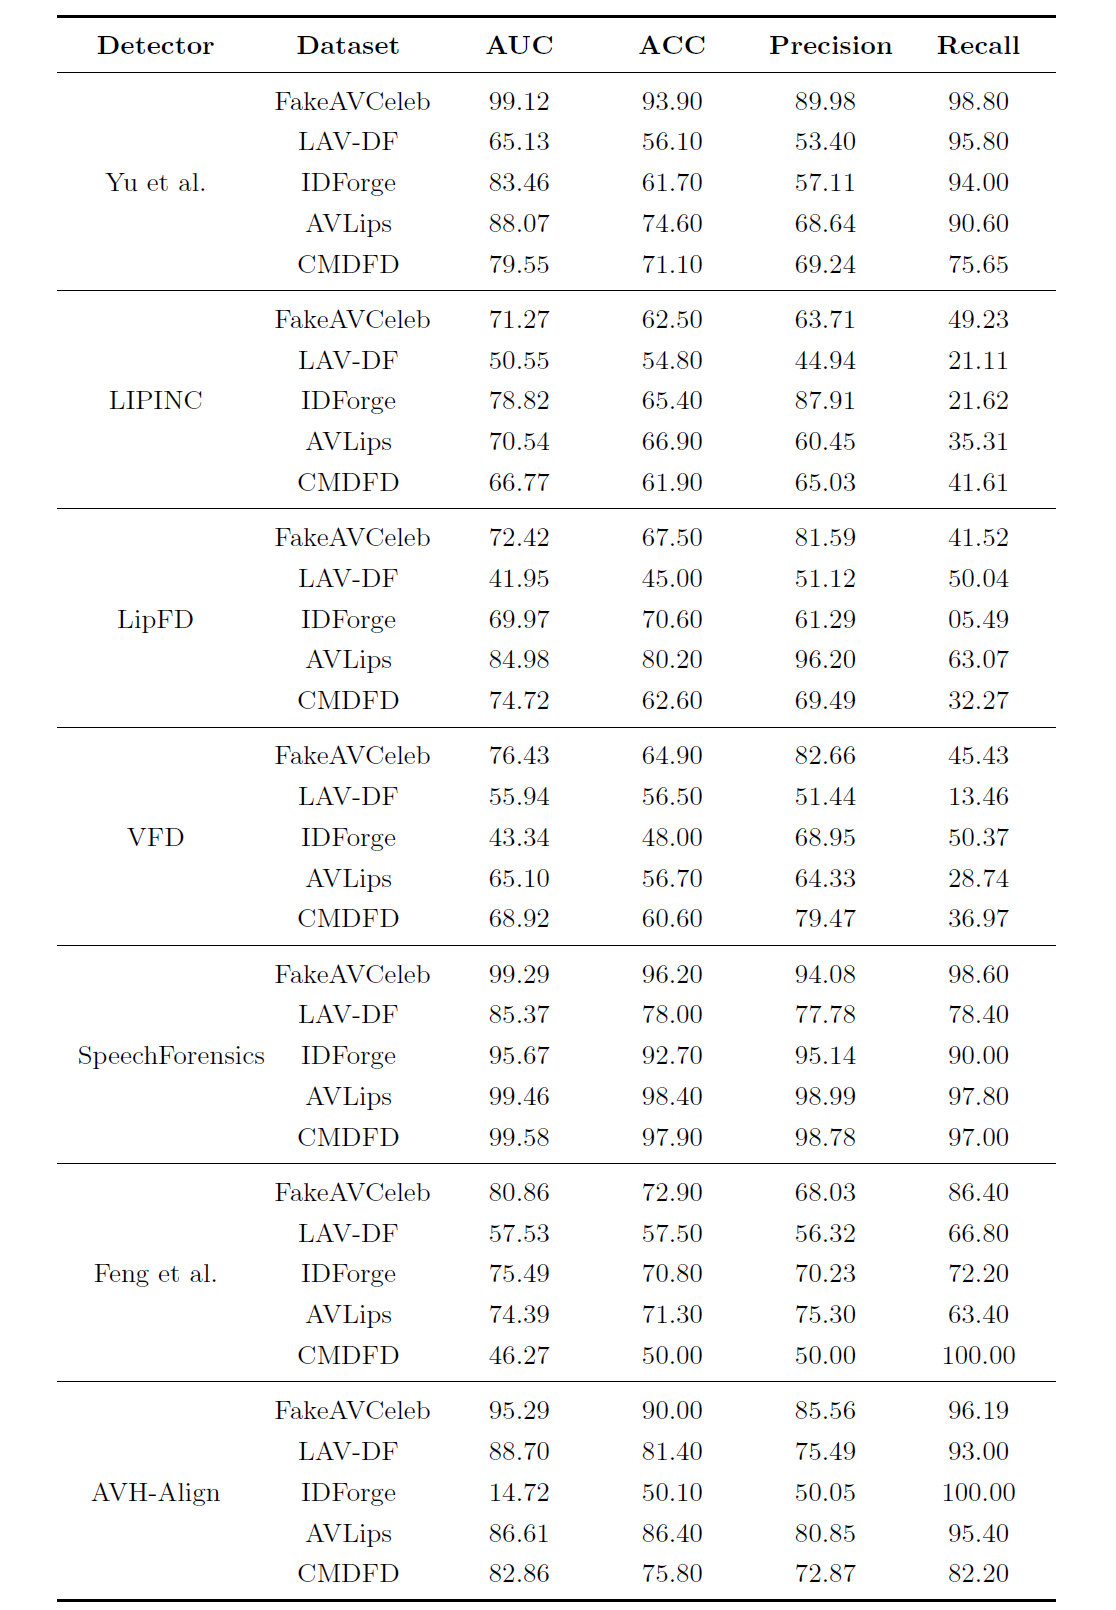 Detector Dataset AUC ACC Precision Recall
FakeAVCeleb 99.12 93.90 89.98 98.80
LAV-DF 65.13 56.10 53.40 95.80
Yu et al. IDForge 83.46 61.70 57.11 94.00
AVLips 88.07 74.60 68.64 90.60
CMDFD 79.55 71.10 69.24 75.65
FakeAVCeleb 71.27 62.50 63.71 49.23
LAV-DF 50.55 54.80 44.94 21.11
LIPINC IDForge 78.82 65.40 87.91 21.62
AVLips 70.54 66.90 60.45 35.31
CMDFD 66.77 61.90 65.03 41.61
FakeAVCeleb 72.42 67.50 81.59 41.52
LAV-DF 41.95 45.00 51.12 50.04
LipFD IDForge 69.97 70.60 61.29 05.49
AVLips 84.98 80.20 96.20 63.07
CMDFD 74.72 62.60 69.49 32.27
FakeAVCeleb 76.43 64.90 82.66 45.43
LAV-DF 55.94 56.50 51.44 13.46
VFD IDForge 43.34 48.00 68.95 50.37
AVLips 65.10 56.70 64.33 28.74
CMDFD 68.92 60.60 79.47 36.97
FakeAVCeleb 99.29 96.20 94.08 98.60
LAV-DF 85.37 78.00 77.78 78.40
SpeechForensics IDForge 95.67 92.70 95.14 90.00
AVLips 99.46 98.40 98.99 97.80
CMDFD 99.58 97.90 98.78 97.00
FakeAVCeleb 80.86 72.90 68.03 86.40
LAV-DF 57.53 57.50 56.32 66.80
Feng et al. IDForge 75.49 70.80 70.23 72.20
AVLips 74.39 71.30 75.30 63.40
CMDFD 46.27 50.00 50.00 100.00
FakeAVCeleb 95.29 90.00 85.56 96.19
LAV-DF 88.70 81.40 75.49 93.00
AVH-Align IDForge 14.72 50.10 50.05 100.00
AVLips 86.61 86.40 80.85 95.40
CMDFD 82.86 75.80 72.87 82.20